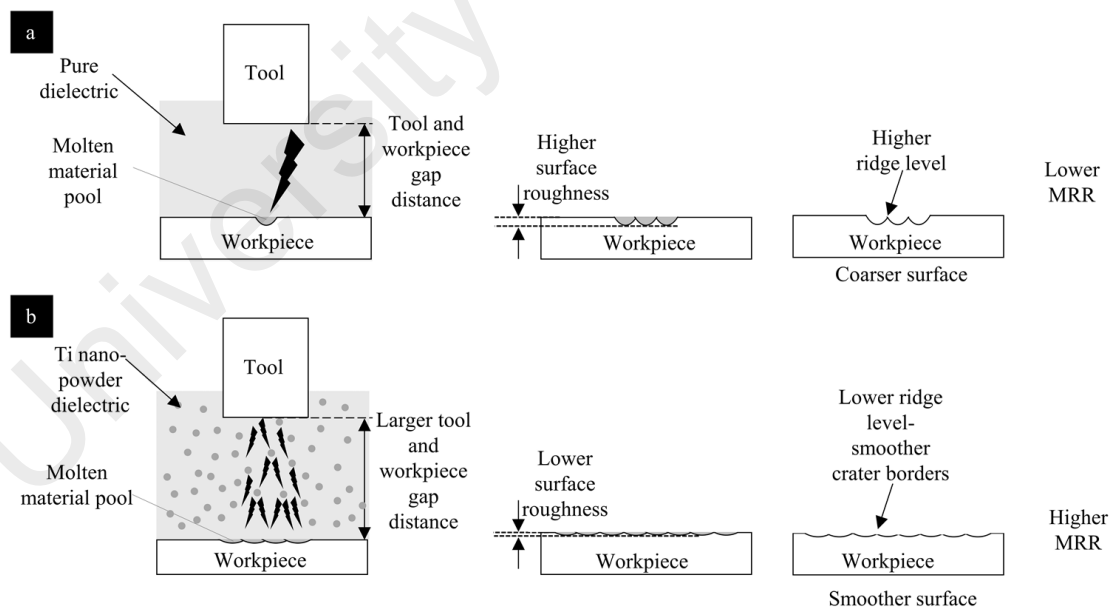 a
Pure
dielectric
Tool
Molten
material
pool
Tool and
workpiece
gap
distance
Workpiece
Higher
surface
roughness
Workpiece
Higher
ridge level
Workpiece
Coarser surface
Lower
MRR
b
Ti nano-
powder
dielectric
Tool
Molten
material pool
Larger tool
and
workpiece
gap
distance
Workpiece
Lower
surface
roughness
Workpiece
Lower ridge
level-
smoother
crater borders
Workpiece
Smoother surface
Higher
MRR
University